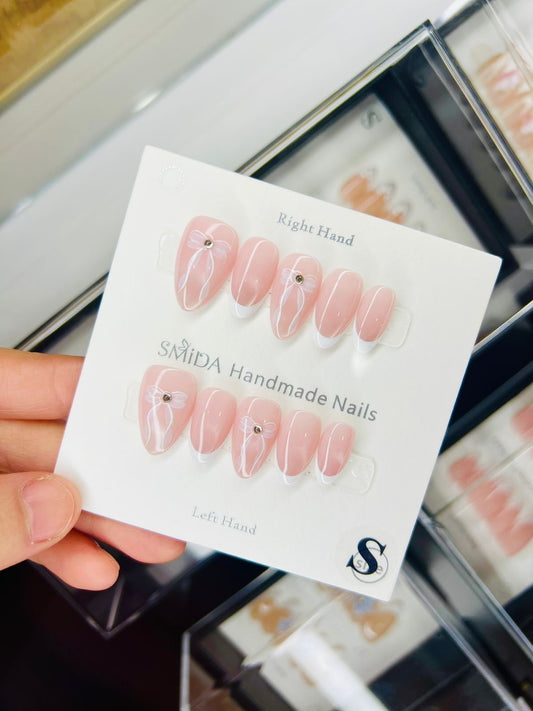 Right Hand
SMiDA Handmade Nails
Left Hand
S